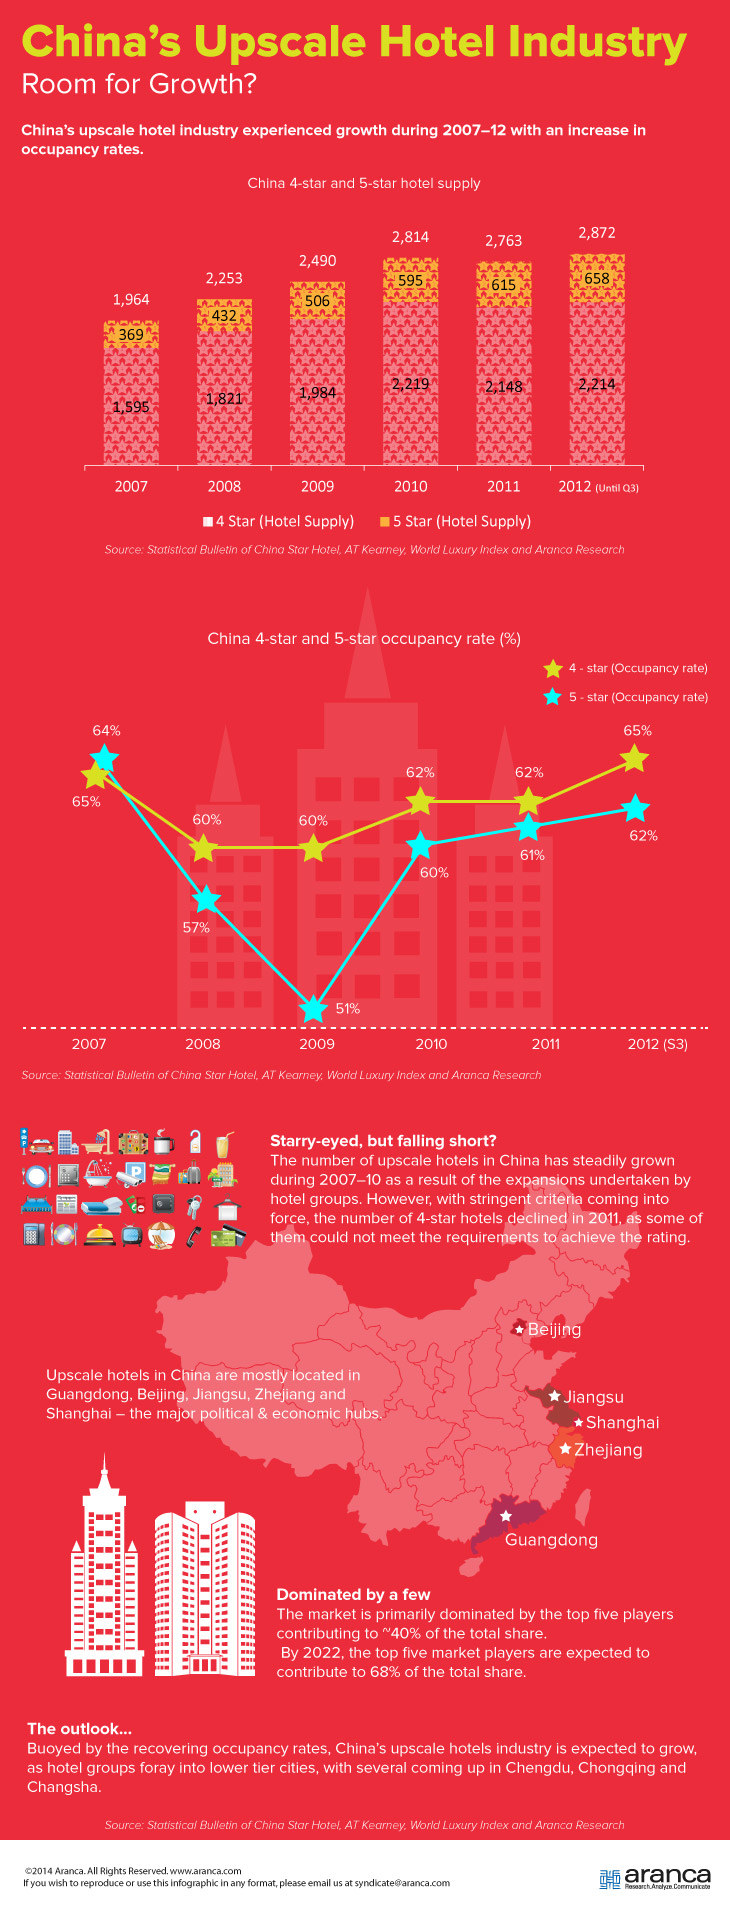 China's Upscale Hotel Industry
Room for Growth?
China's upscale hotel industry experienced growth during 2007–12 with an increase in
occupancy rates.
China 4-star and 5-star hotel supply
1,964
2,253
2,490
2,814
2,763
2,872
369
432
506
595
615
658
1,595
1,821
1,984
2,219
2,148
2,214
2007
2008
2009
2010
2011
2012 (Until Q3)
4 Star (Hotel Supply)
5 Star (Hotel Supply)
Source: Statistical Bulletin of China Star Hotel, AT Kearney, World Luxury Index and Aranca Research
China 4-star and 5-star occupancy rate (%)
4 - star (Occupancy rate)
5 - star (Occupancy rate)
64%
65%
60%
57%
60%
51%
62%
60%
62%
61%
65%
62%
2007
2008
2009
2010
2011
2012 (S3)
Source: Statistical Bulletin of China Star Hotel, AT Kearney, World Luxury Index and Aranca Research
P
Starry-eyed, but falling short?
The number of upscale hotels in China has steadily grown
during 2007–10 as a result of the expansions undertaken by
hotel groups. However, with stringent criteria coming into
force, the number of 4-star hotels declined in 2011, as some of
them could not meet the requirements to achieve the rating.
Beijing
Upscale hotels in China are mostly located in
Guangdong, Beijing, Jiangsu, Zhejiang and
Shanghai – the major political & economic hubs.
Jiangsu
Shanghai
Zhejiang
Guangdong
Dominated by a few
The market is primarily dominated by the top five players
contributing to ~40% of the total share.
By 2022, the top five market players are expected to
contribute to 68% of the total share.
The outlook...
Buoyed by the recovering occupancy rates, China's upscale hotels industry is expected to grow,
as hotel groups foray into lower tier cities, with several coming up in Chengdu, Chongqing and
Changsha.
Source: Statistical Bulletin of China Star Hotel, AT Kearney, World Luxury Index and Aranca Research
©2014 Aranca. All Rights Reserved. www.aranca.com
If you wish to reproduce or use this infographic in any format, please email us at syndicate@aranca.com
aranca
Research.Analyze.Communicate